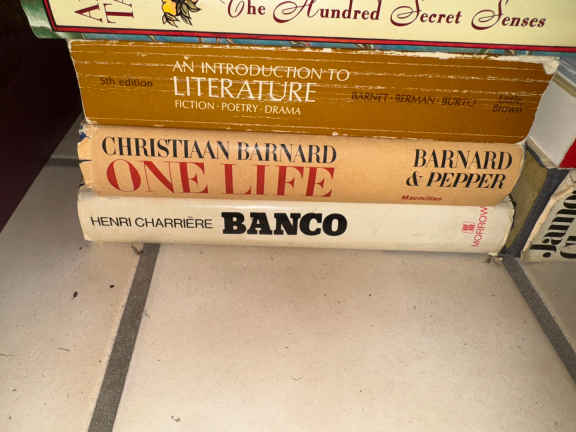 The Hundred Secret Senses
5th edition
AN INTRODUCTION TO
LITERATURE
FICTION · POETRY · DRAMA
BARNET · BERMAN · BURTO
Little
Brown
CHRISTIAAN BARNARD
ONE LIFE
BARNARD
& PEPPER
Macmillan
HENRI CHARRIÈRE
BANCO
MORROW